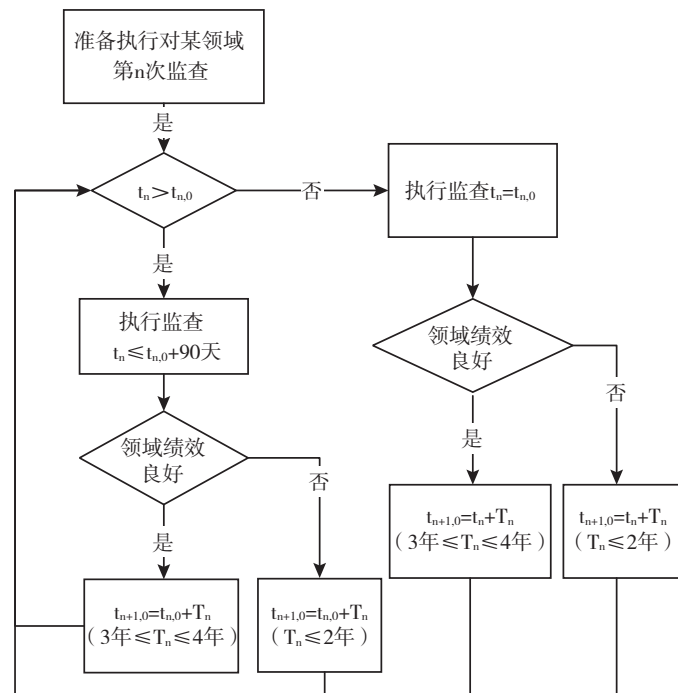 准备执行对某领域
第n次监查
是
tₙ＞tₙ,₀
否
执行监查tₙ=tₙ,₀
是
执行监查
tₙ≤tₙ,₀+90天
领域绩效
良好
否
是
领域绩效
良好
否
是
tₙ₊₁,₀=tₙ+Tₙ
（3年≤Tₙ≤4年）
tₙ₊₁,₀=tₙ+Tₙ
（Tₙ≤2年）
tₙ₊₁,₀=tₙ,₀+Tₙ
（3年≤Tₙ≤4年）
tₙ₊₁,₀=tₙ,₀+Tₙ
（Tₙ≤2年）